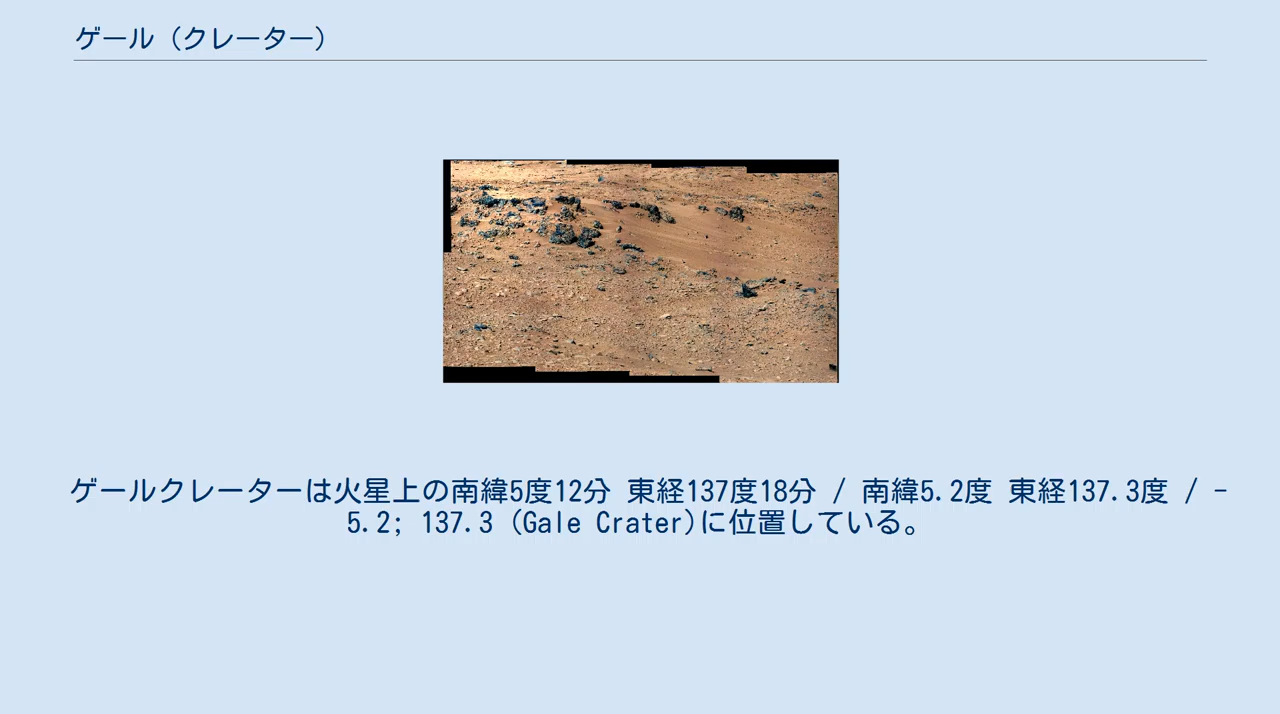 ゲール（クレーター）
ゲールクレーターは火星上の南緯5度12分 東経137度18分 / 南緯5.2度 東経137.3度 / -
5.2; 137.3 (Gale Crater)に位置している。